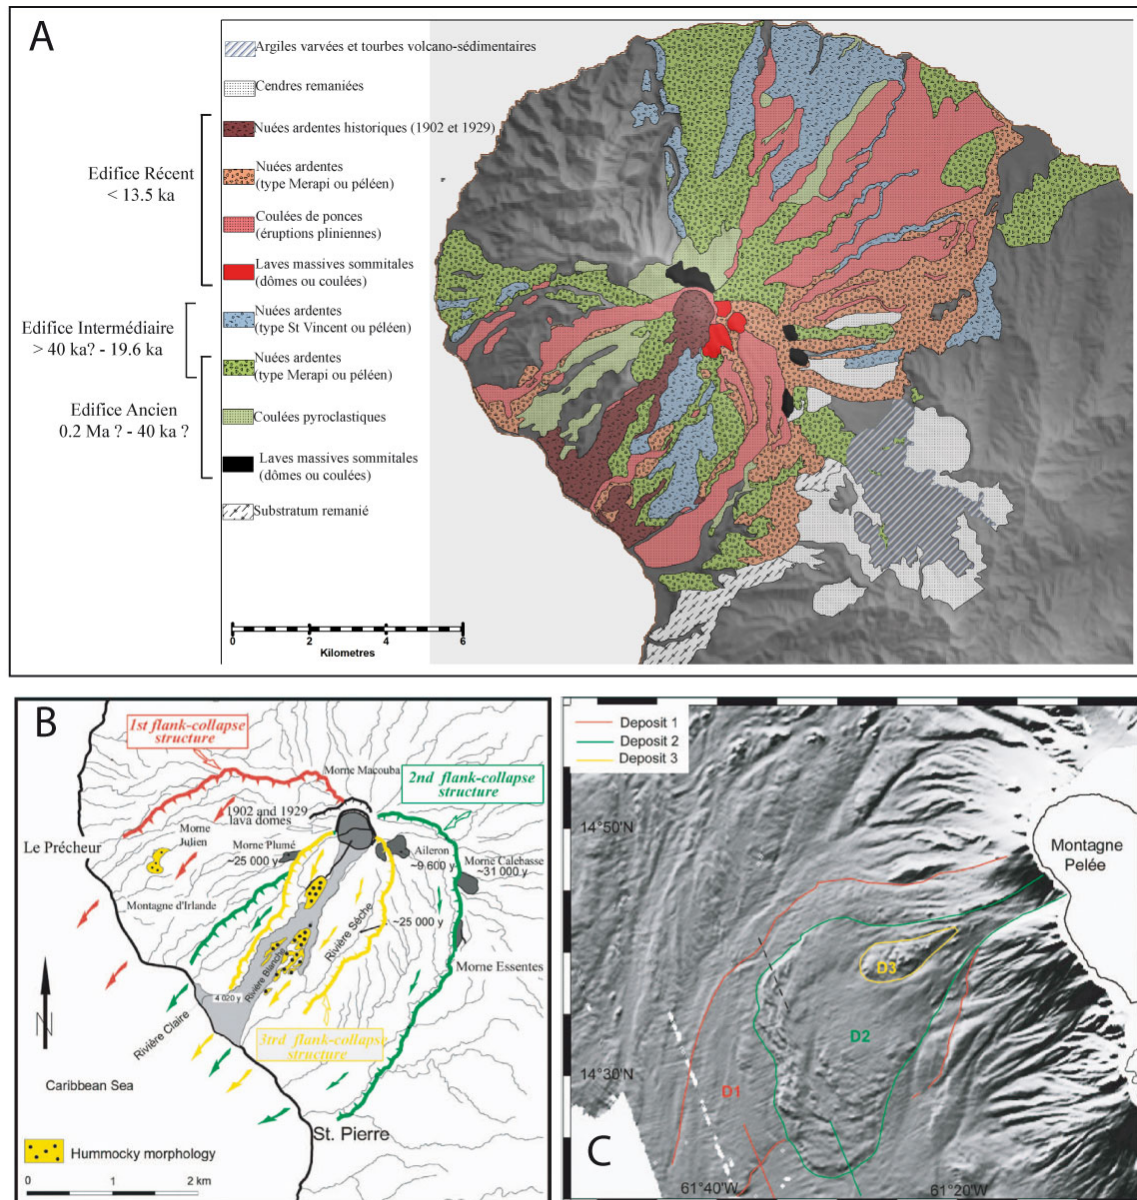 A
Argiles varvées et tourbes volcano-sédimentaires
Cendres remaniées
Nuées ardentes historiques (1902 et 1929)
Edifice Récent
< 13.5 ka
Nuées ardentes
(type Merapi ou péléen)
Coulées de ponces
(éruptions pliniennes)
Laves massives sommitales
(dômes ou coulées)
Edifice Intermédiaire
> 40 ka? - 19.6 ka
Nuées ardentes
(type St Vincent ou péléen)
Nuées ardentes
(type Merapi ou péléen)
Edifice Ancien
0.2 Ma ? - 40 ka ?
Coulées pyroclastiques
Laves massives sommitales
(dômes ou coulées)
Substratum remanié
0 2 4 6
Kilometres
B
1st flank-collapse
structure
Morne Macouba
2nd flank-collapse
structure
1902 and 1929
lava domes
Le Prêcheur
Morne
Julien
Morne Plumé
~25 000 y
Aileron
~9 600 y
Morne Calebasse
~31 000 y
Montagne d'Irlande
Rivière Sèche
~25 000 y
Rivière Blanche
Morne Essentes
4 020 y
Rivière Claire
3trd flank-collapse
structure
N
Caribbean Sea
St. Pierre
Hummocky morphology
0 1 2 km
Deposit 1
Deposit 2
Deposit 3
14°50'N
Montagne
Pelée
D3
D2
14°30'N
D1
C
61°40'W
61°20'W